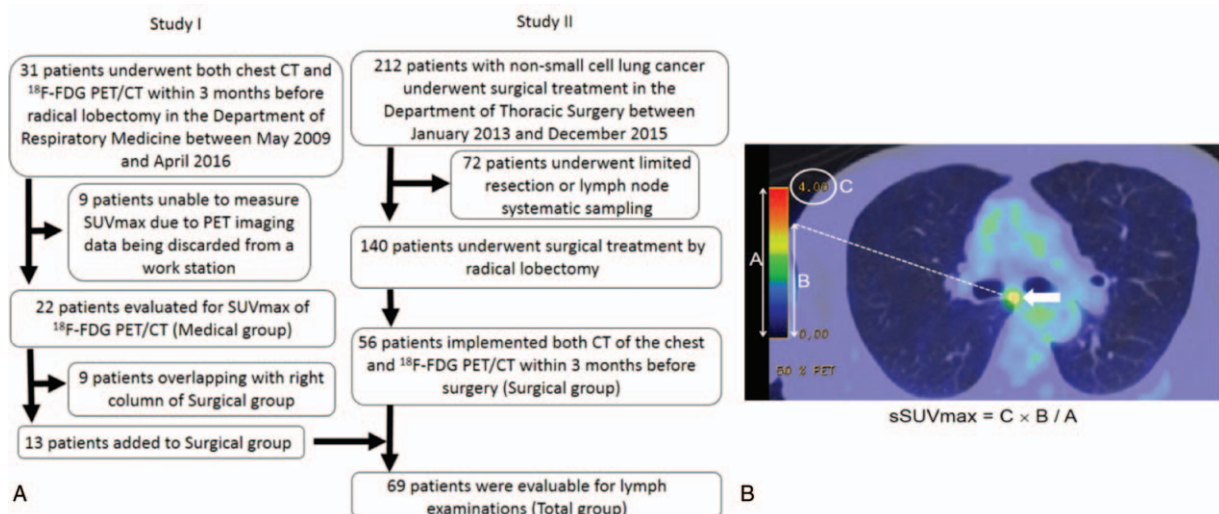 Study I
31 patients underwent both chest CT and
¹⁸F-FDG PET/CT within 3 months before
radical lobectomy in the Department of
Respiratory Medicine between May 2009
and April 2016
9 patients unable to measure
SUVmax due to PET imaging
data being discarded from a
work station
22 patients evaluated for SUVmax of
¹⁸F-FDG PET/CT (Medical group)
9 patients overlapping with right
column of Surgical group
13 patients added to Surgical group
Study II
212 patients with non-small cell lung cancer
underwent surgical treatment in the
Department of Thoracic Surgery between
January 2013 and December 2015
72 patients underwent limited
resection or lymph node
systematic sampling
140 patients underwent surgical treatment by
radical lobectomy
56 patients implemented both CT of the chest
and ¹⁸F-FDG PET/CT within 3 months before
surgery (Surgical group)
69 patients were evaluable for lymph
examinations (Total group)
A
4.00
C
A
B
0.00
50 % PET
sSUVmax = C × B / A
B